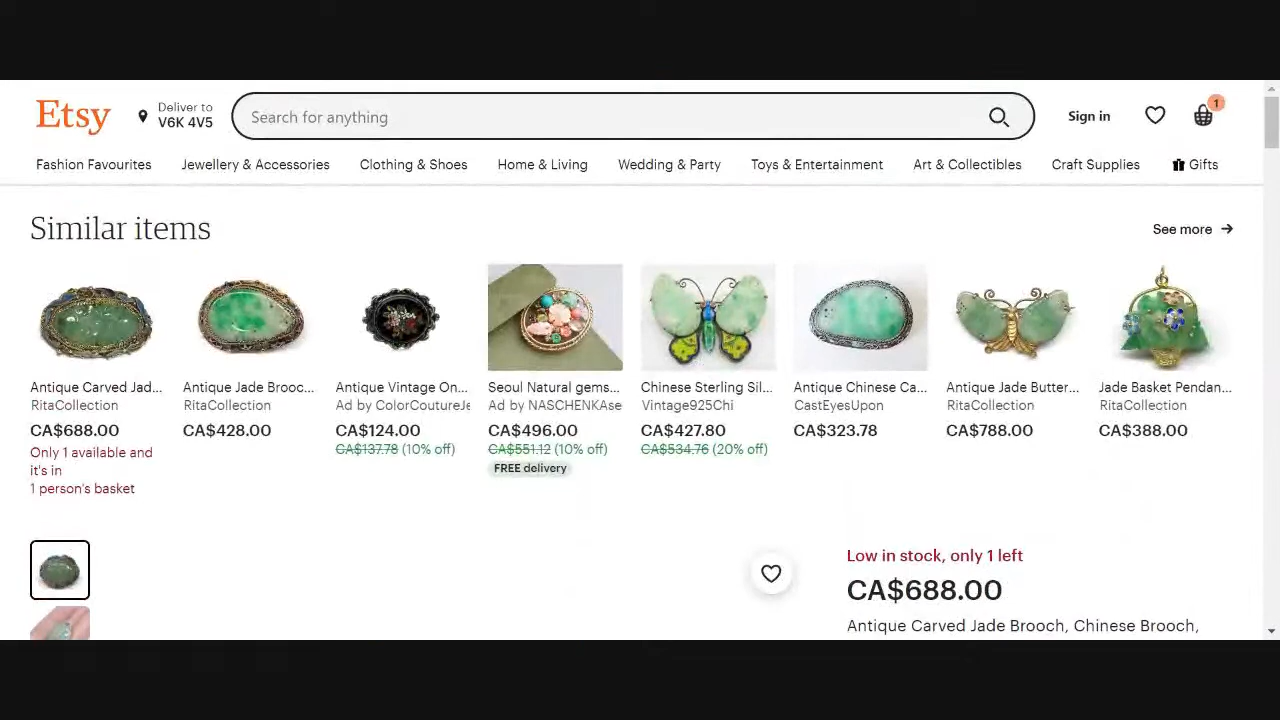 Etsy
Deliver to
V6K 4V5
Search for anything
Sign in
1
Fashion Favourites
Jewellery & Accessories
Clothing & Shoes
Home & Living
Wedding & Party
Toys & Entertainment
Art & Collectibles
Craft Supplies
Gifts
Similar items
See more
Antique Carved Jad...
RitaCollection
CA$688.00
Only 1 available and
it's in
1 person's basket
Antique Jade Brooc...
RitaCollection
CA$428.00
Antique Vintage On...
Ad by ColorCoutureJe
CA$124.00
CA$137.78 (10% off)
Seoul Natural gems...
Ad by NASCHENKAse
CA$496.00
CA$551.12 (10% off)
FREE delivery
Chinese Sterling Sil...
Vintage925Chi
CA$427.80
CA$534.76 (20% off)
Antique Chinese Ca...
CastEyesUpon
CA$323.78
Antique Jade Butter...
RitaCollection
CA$788.00
Jade Basket Pendan...
RitaCollection
CA$388.00
Low in stock, only 1 left
CA$688.00
Antique Carved Jade Brooch, Chinese Brooch,